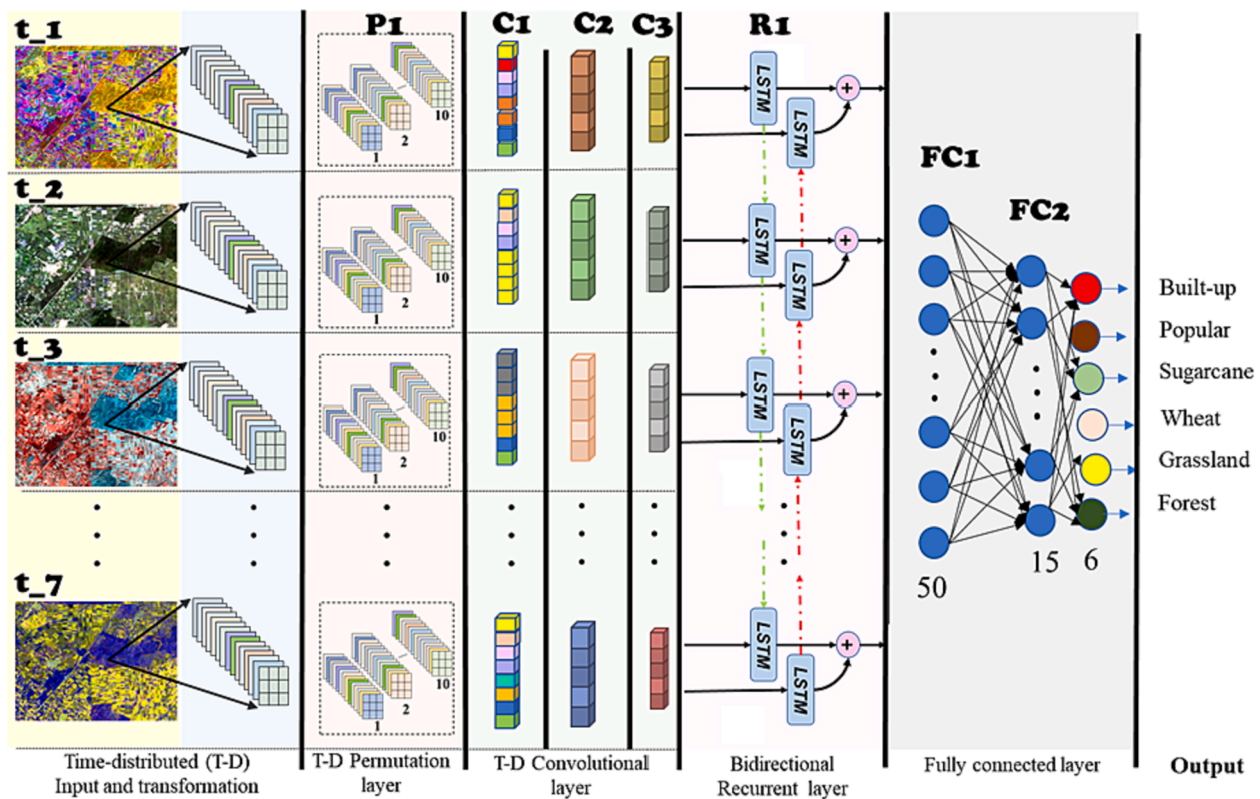 t_1
P1
C1
C2
C3
R1
1
2
10
LSTM
LSTM
+
t_2
1
2
10
LSTM
LSTM
+
t_3
1
2
10
LSTM
LSTM
+
t_7
1
2
10
LSTM
LSTM
+
FC1
FC2
50
15
6
Built-up
Popular
Sugarcane
Wheat
Grassland
Forest
Time-distributed (T-D)
Input and transformation
T-D Permutation
layer
T-D Convolutional
layer
Bidirectional
Recurrent layer
Fully connected layer
Output